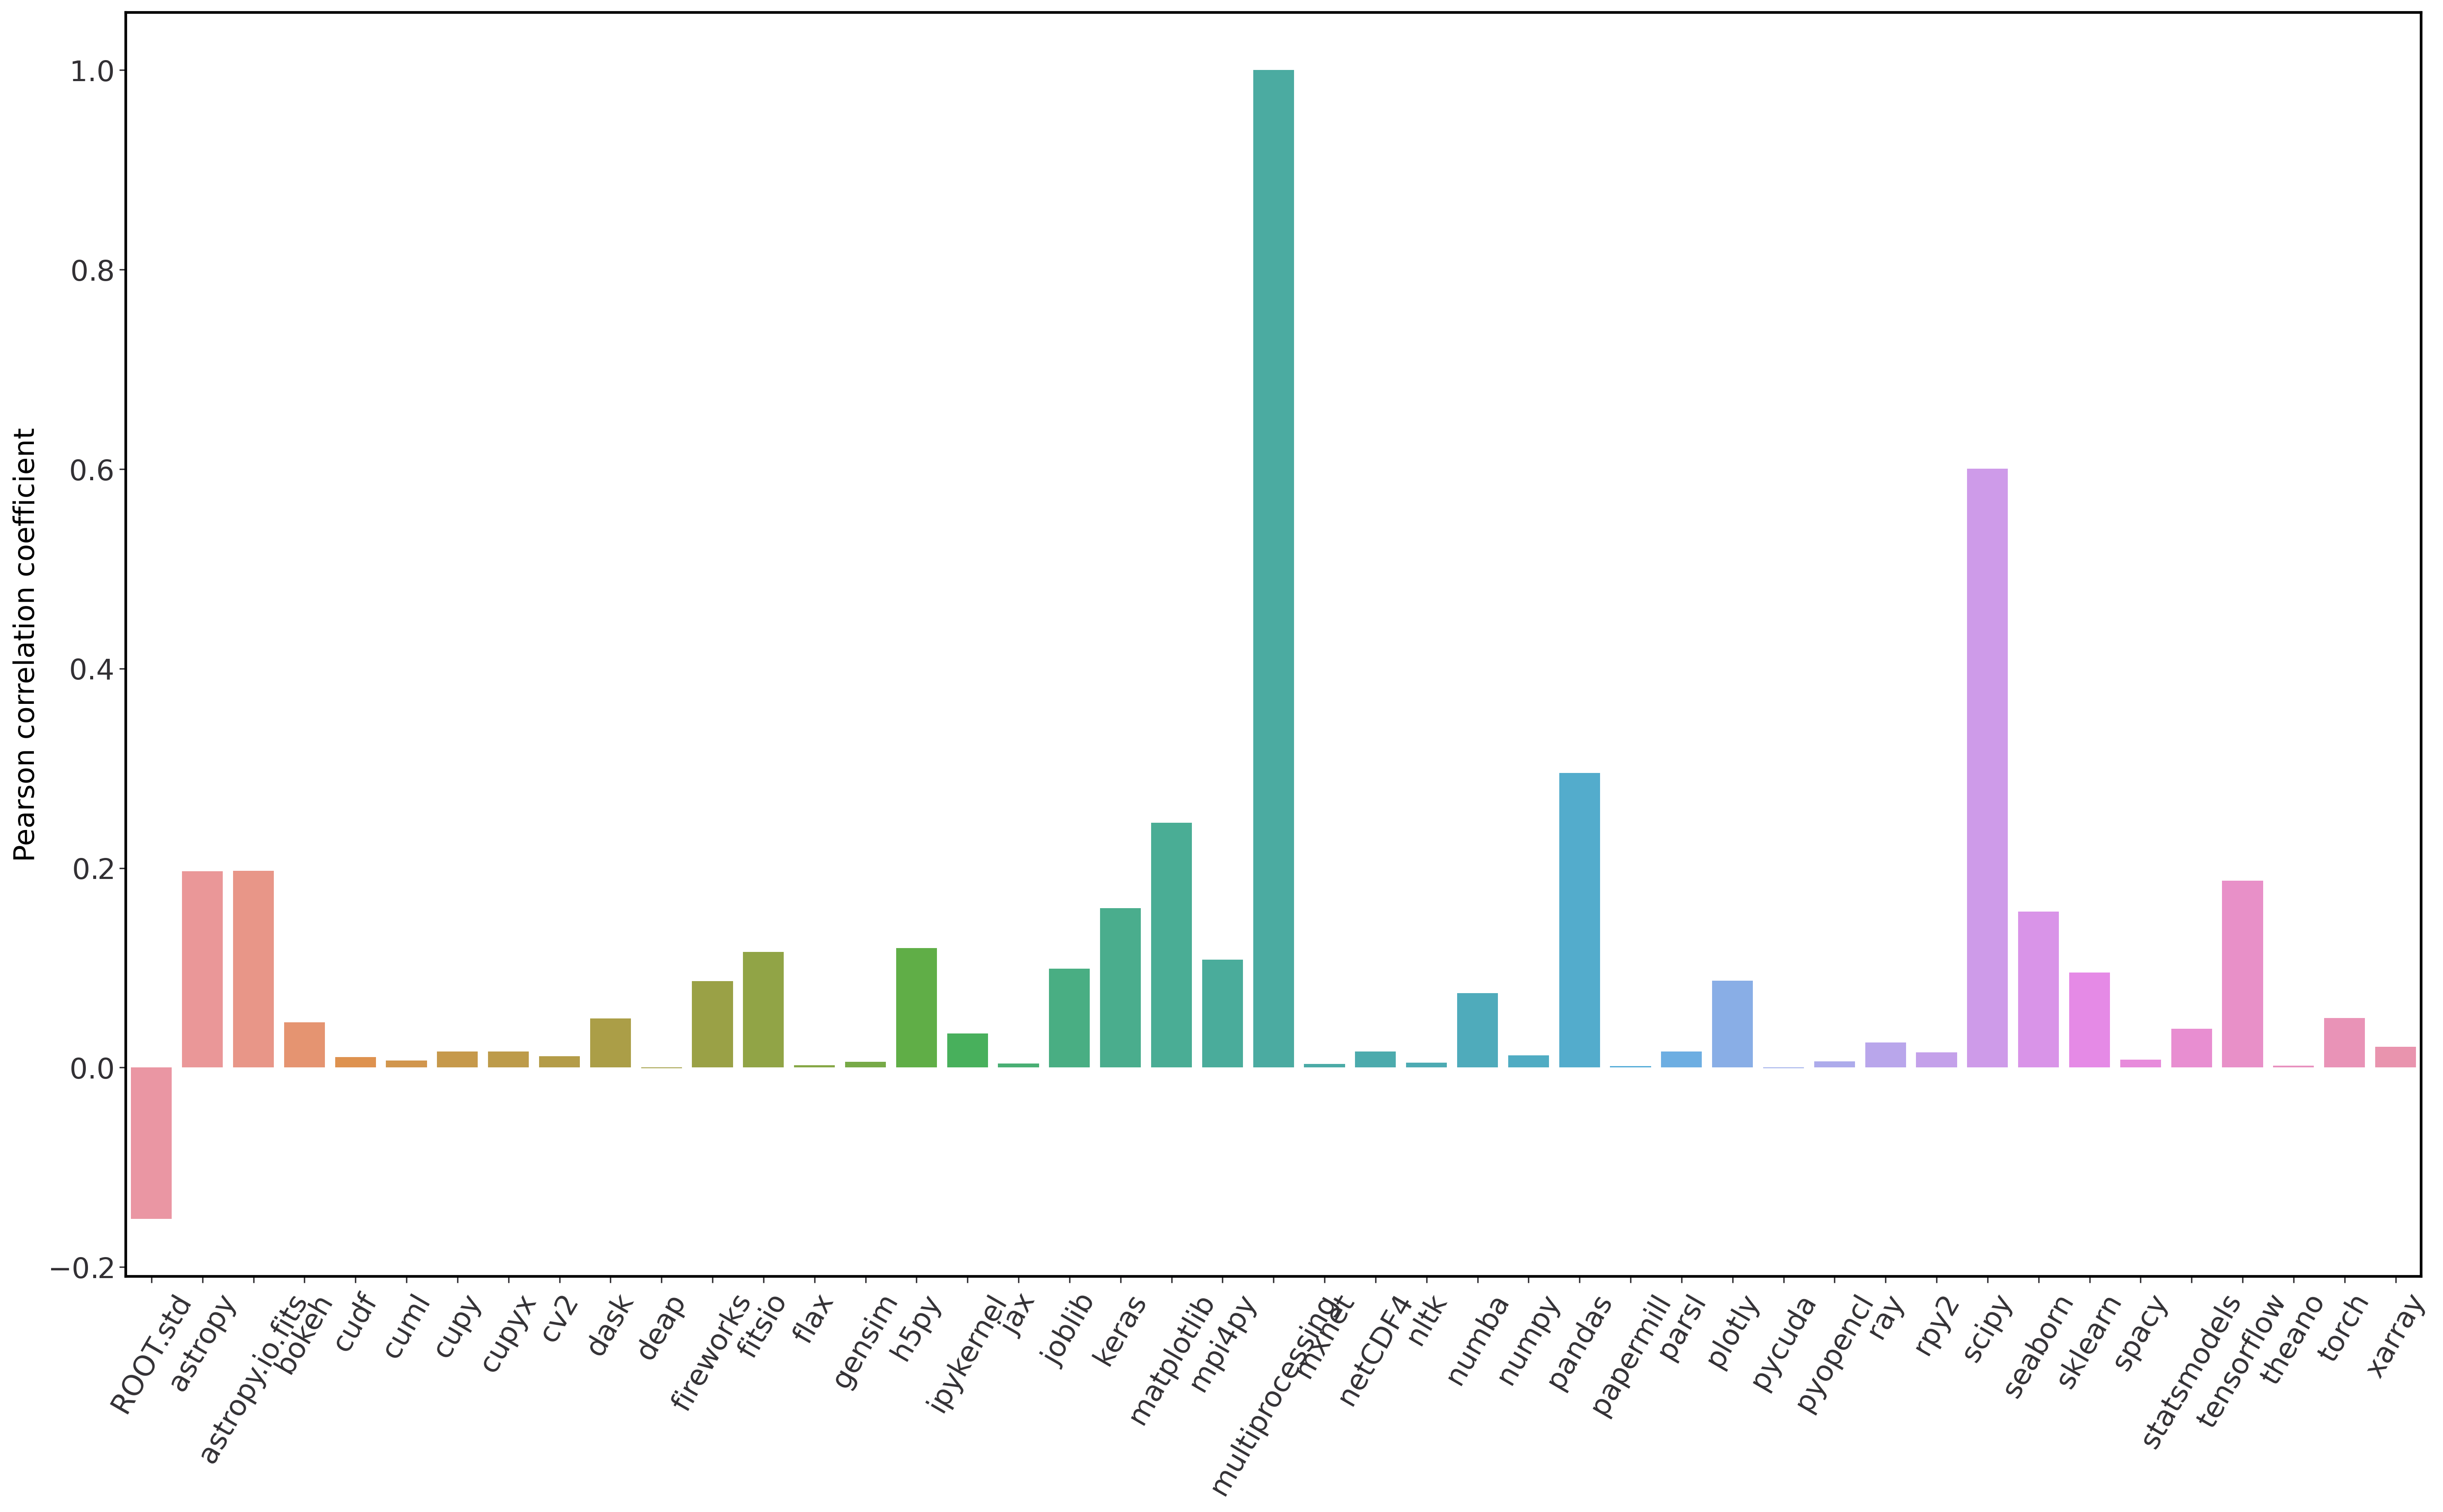 Pearson correlation coefficient
1.0
0.8
0.6
0.4
0.2
0.0
−0.2
ROOT.std
astropy
astropy.io.fits
bokeh
cudf
cuml
cupy
cupyx
cv2
dask
deap
fireworks
fitsio
flax
gensim
h5py
ipykernel
jax
joblib
keras
matplotlib
mpi4py
multiprocessing
mxnet
netCDF4
nltk
numba
numpy
pandas
papermill
parsl
plotly
pycuda
pyopencl
ray
rpy2
scipy
seaborn
sklearn
spacy
statsmodels
tensorflow
theano
torch
xarray